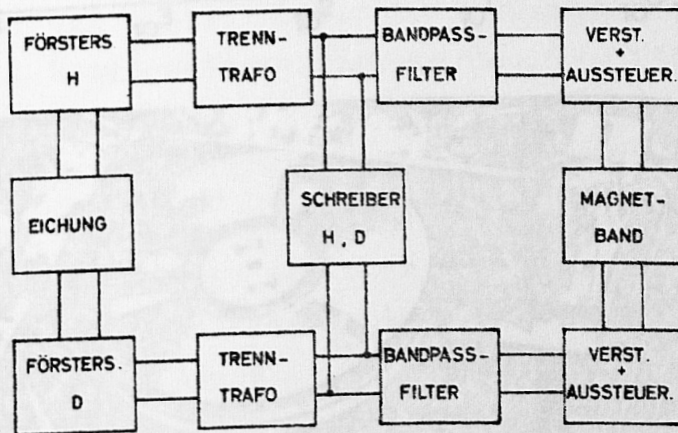 FÖRSTERS.
H
TRENN-
TRAFO
BANDPASS-
FILTER
VERST.
+
AUSSTEUER.
EICHUNG
SCHREIBER
H, D
MAGNET-
BAND
FÖRSTERS.
D
TRENN-
TRAFO
BANDPASS-
FILTER
VERST.
+
AUSSTEUER.